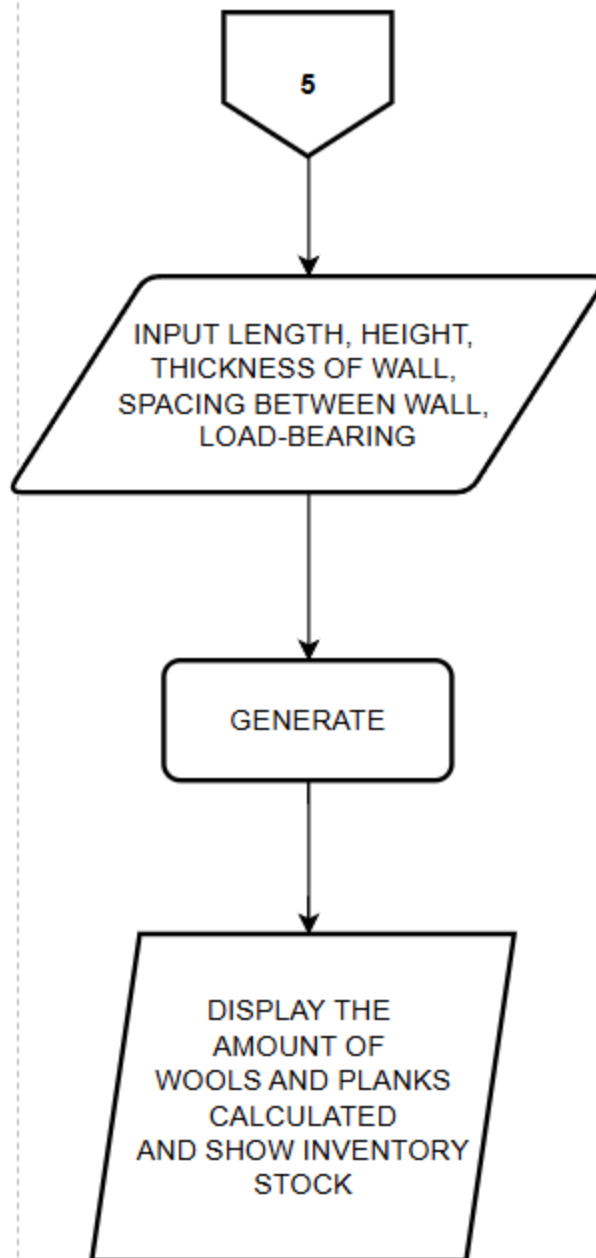 5
INPUT LENGTH, HEIGHT,
THICKNESS OF WALL,
SPACING BETWEEN WALL,
LOAD-BEARING
GENERATE
DISPLAY THE
AMOUNT OF
WOOLS AND PLANKS
CALCULATED
AND SHOW INVENTORY
STOCK